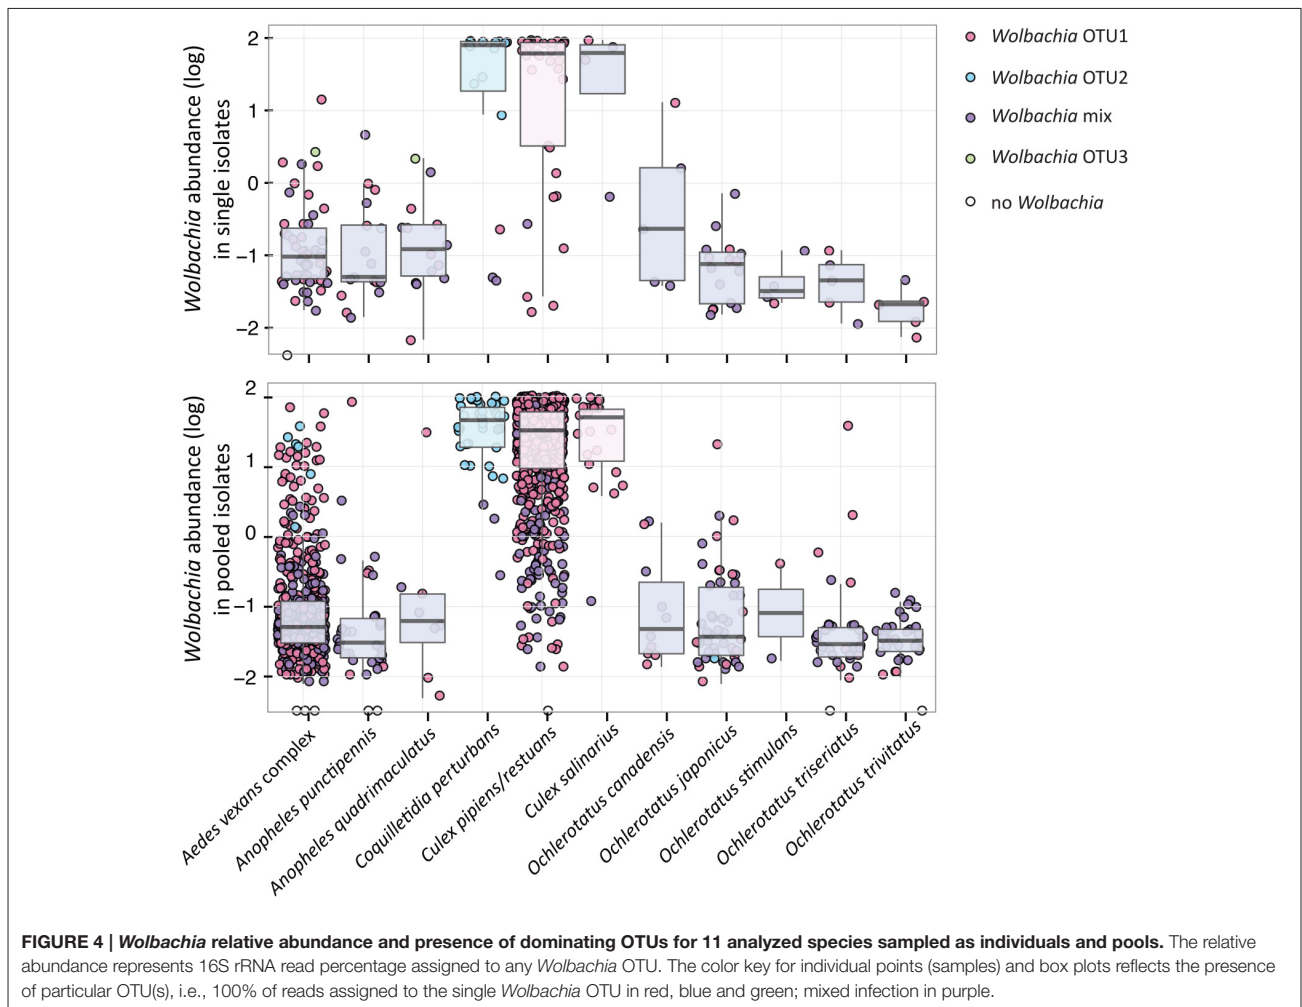 Wolbachia abundance (log)
in single isolates
2
1
0
−1
−2
Wolbachia OTU1
Wolbachia OTU2
Wolbachia mix
Wolbachia OTU3
no Wolbachia
Wolbachia abundance (log)
in pooled isolates
2
1
0
−1
−2
Aedes vexans complex
Anopheles punctipennis
Anopheles quadrimaculatus
Coquilletidia perturbans
Culex pipiens/restuans
Culex salinarius
Ochlerotatus canadensis
Ochlerotatus japonicus
Ochlerotatus stimulans
Ochlerotatus triseriatus
Ochlerotatus trivitatus
FIGURE 4 | Wolbachia relative abundance and presence of dominating OTUs for 11 analyzed species sampled as individuals and pools. The relative
abundance represents 16S rRNA read percentage assigned to any Wolbachia OTU. The color key for individual points (samples) and box plots reflects the presence
of particular OTU(s), i.e., 100% of reads assigned to the single Wolbachia OTU in red, blue and green; mixed infection in purple.